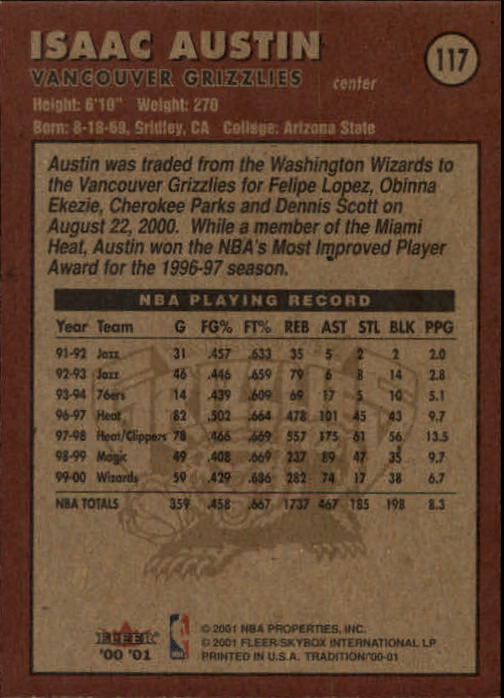 ISAAC AUSTIN
117
VANCOUVER GRIZZLIES center
Height: 6'10" Weight: 270
Born: 8-18-69, Gridley, CA College: Arizona State
Austin was traded from the Washington Wizards to
the Vancouver Grizzlies for Felipe Lopez, Obinna
Ekezie, Cherokee Parks and Dennis Scott on
August 22, 2000. While a member of the Miami
Heat, Austin won the NBA's Most Improved Player
Award for the 1996-97 season.
NBA PLAYING RECORD
Year Team G FG% FT% REB AST STL BLK PPG
91-92 Jazz 31 .457 .633 35 5 2 2 2.0
92-93 Jazz 46 .446 .659 79 6 8 14 2.8
93-94 76ers 14 .439 .609 69 17 5 10 5.1
96-97 Heat 82 .502 .664 478 101 45 43 9.7
97-98 Heat/Clippers 78 .466 .669 557 175 61 56 13.5
98-99 Magic 49 .408 .669 237 89 47 35 9.7
99-00 Wizards 59 .429 .686 282 74 17 38 6.7
NBA TOTALS 359 .458 .667 1737 467 185 198 8.3
FLEER
'00 '01
© 2001 NBA PROPERTIES, INC.
© 2001 FLEER/SKYBOX INTERNATIONAL LP
PRINTED IN U.S.A. TRADITION'00-01